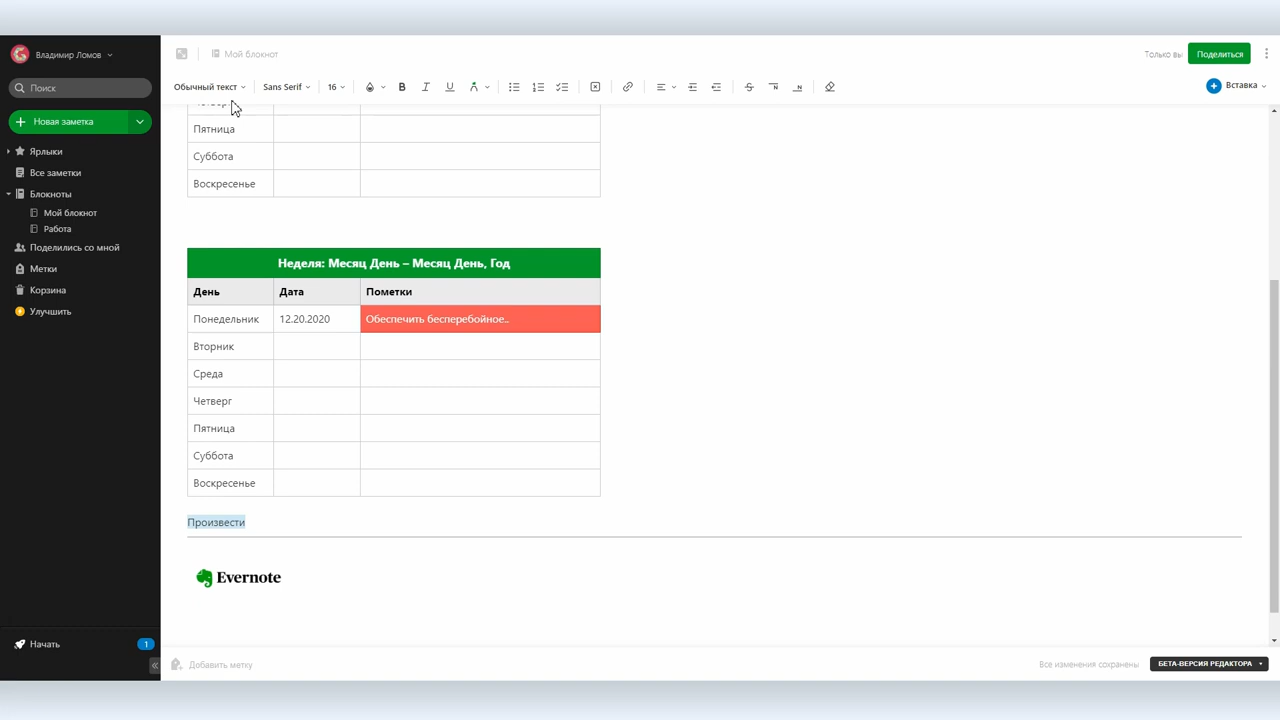 Владимир Ломов
Мой блокнот
Только вы
Поделиться
Поиск
Обычный текст
Sans Serif
16
Вставка
Новая заметка
Ярлыки
Все заметки
Блокноты
Мой блокнот
Работа
Поделились со мной
Метки
Корзина
Улучшить
Начать
1
Пятница
Суббота
Воскресенье
Неделя: Месяц День – Месяц День, Год
День Дата Пометки
Понедельник 12.20.2020 Обеспечить бесперебойное..
Вторник
Среда
Четверг
Пятница
Суббота
Воскресенье
Произвести
Evernote
Добавить метку
Все изменения сохранены
БЕТА-ВЕРСИЯ РЕДАКТОРА